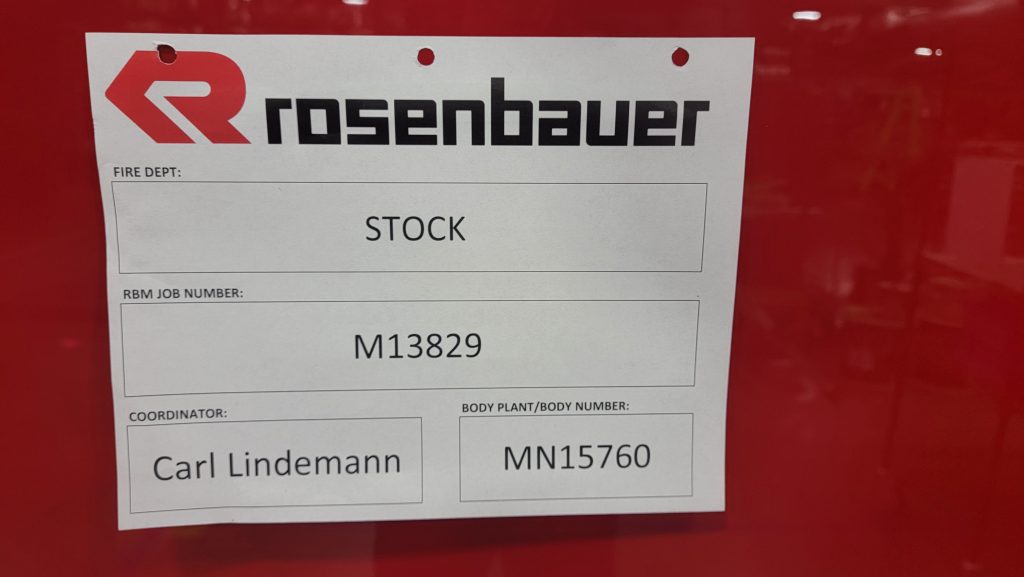 rosenbauer
FIRE DEPT:
STOCK
RBM JOB NUMBER:
M13829
COORDINATOR:
Carl Lindemann
BODY PLANT/BODY NUMBER:
MN15760